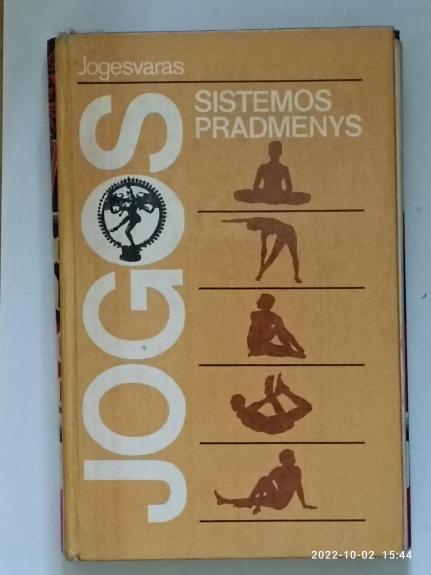 Jogesvaras
JOGOS
SISTEMOS
PRADMENYS
2022-10-02 15:44